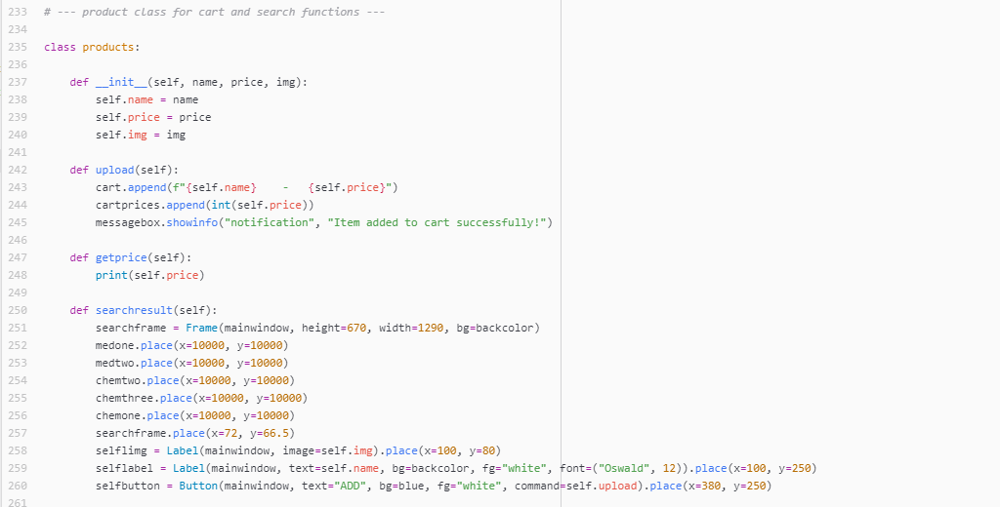 233 # --- product class for cart and search functions ---
234
235 class products:
236
237     def __init__(self, name, price, img):
238         self.name = name
239         self.price = price
240         self.img = img
241
242     def upload(self):
243         cart.append(f"{self.name}    -   {self.price}")
244         cartprices.append(int(self.price))
245         messagebox.showinfo("notification", "Item added to cart successfully!")
246
247     def getprice(self):
248         print(self.price)
249
250     def searchresult(self):
251         searchframe = Frame(mainwindow, height=670, width=1290, bg=backcolor)
252         medone.place(x=10000, y=10000)
253         medtwo.place(x=10000, y=10000)
254         chemtwo.place(x=10000, y=10000)
255         chemthree.place(x=10000, y=10000)
256         chemone.place(x=10000, y=10000)
257         searchframe.place(x=72, y=66.5)
258         selflimg = Label(mainwindow, image=self.img).place(x=100, y=80)
259         selflabel = Label(mainwindow, text=self.name, bg=backcolor, fg="white", font=("Oswald", 12)).place(x=100, y=250)
260         selfbutton = Button(mainwindow, text="ADD", bg=blue, fg="white", command=self.upload).place(x=380, y=250)
261